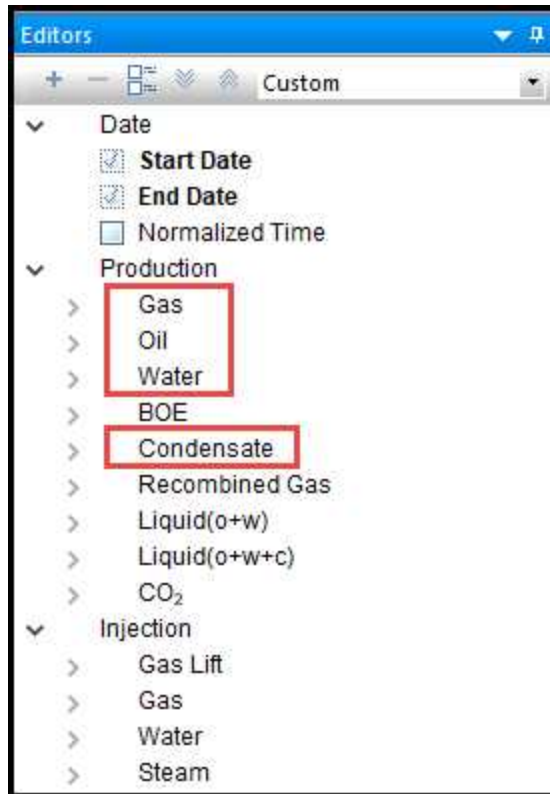 Editors
Custom
Date
Start Date
End Date
Normalized Time
Production
Gas
Oil
Water
BOE
Condensate
Recombined Gas
Liquid(o+w)
Liquid(o+w+c)
CO₂
Injection
Gas Lift
Gas
Water
Steam